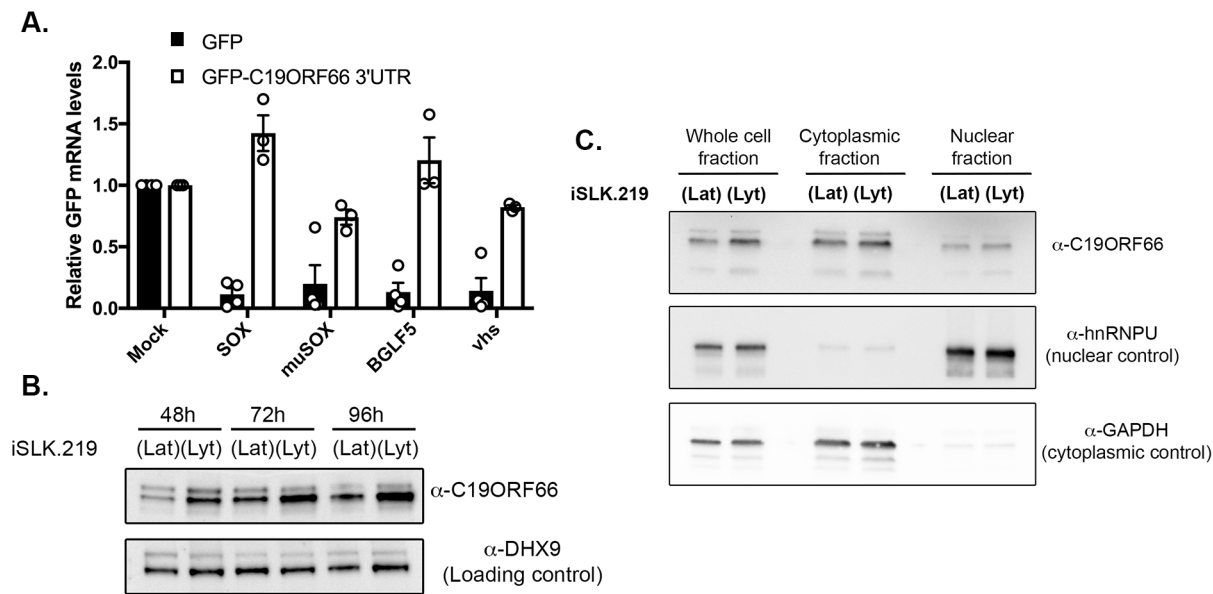 A.
GFP
GFP-C19ORF66 3'UTR
Relative GFP mRNA levels
2.0
1.5
1.0
0.5
0.0
Mock
SOX
muSOX
BGLF5
vhs
B.
48h 72h 96h
iSLK.219 (Lat)(Lyt) (Lat)(Lyt) (Lat)(Lyt)
α-C19ORF66
α-DHX9
(Loading control)
C.
Whole cell Cytoplasmic Nuclear
fraction fraction fraction
iSLK.219 (Lat) (Lyt) (Lat) (Lyt) (Lat) (Lyt)
α-C19ORF66
α-hnRNPU
(nuclear control)
α-GAPDH
(cytoplasmic control)